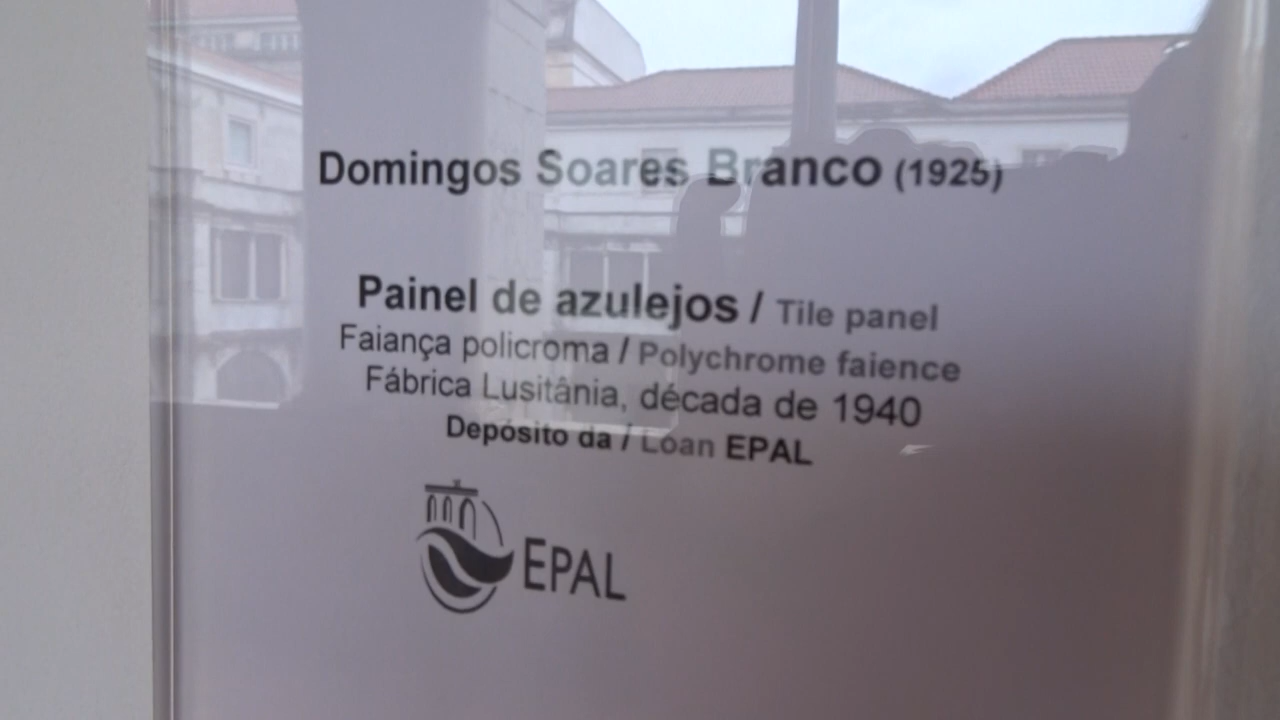 Domingos Soares Branco (1925)
Painel de azulejos / Tile panel
Faiança policroma / Polychrome faience
Fábrica Lusitânia, década de 1940
Depósito da / Loan EPAL
EPAL